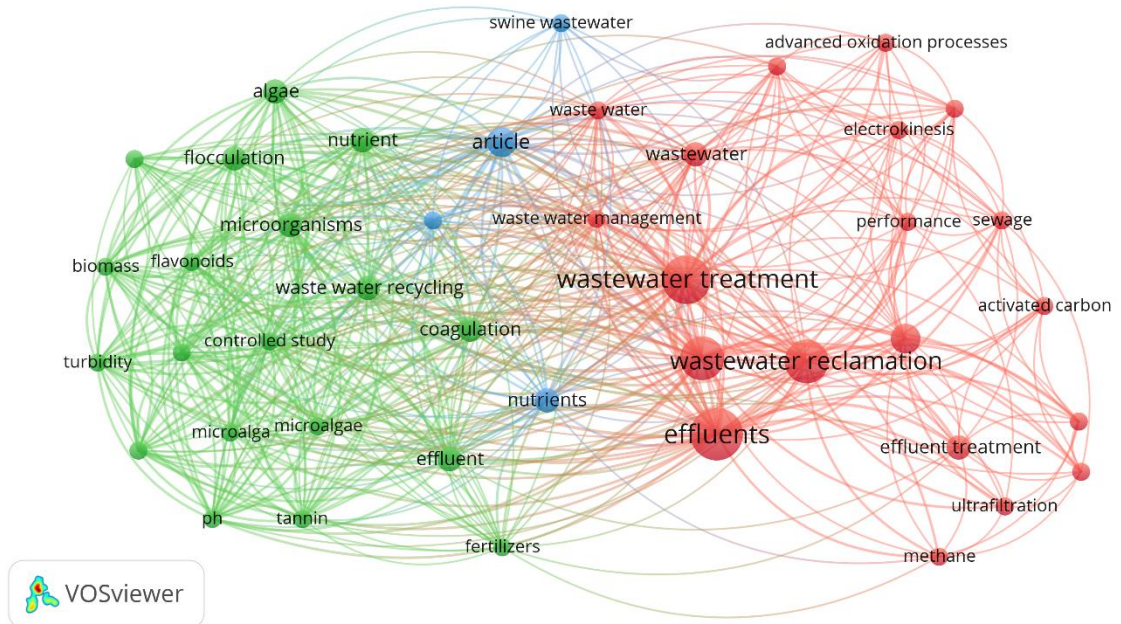 swine wastewater
advanced oxidation processes
algae
waste water
electrokinesis
nutrient
article
flocculation
wastewater
microorganisms
waste water management
performance
sewage
biomass
flavonoids
waste water recycling
wastewater treatment
activated carbon
coagulation
controlled study
turbidity
wastewater reclamation
nutrients
microalga
microalgae
effluents
effluent treatment
effluent
ultrafiltration
ph
tannin
fertilizers
methane
VOSviewer